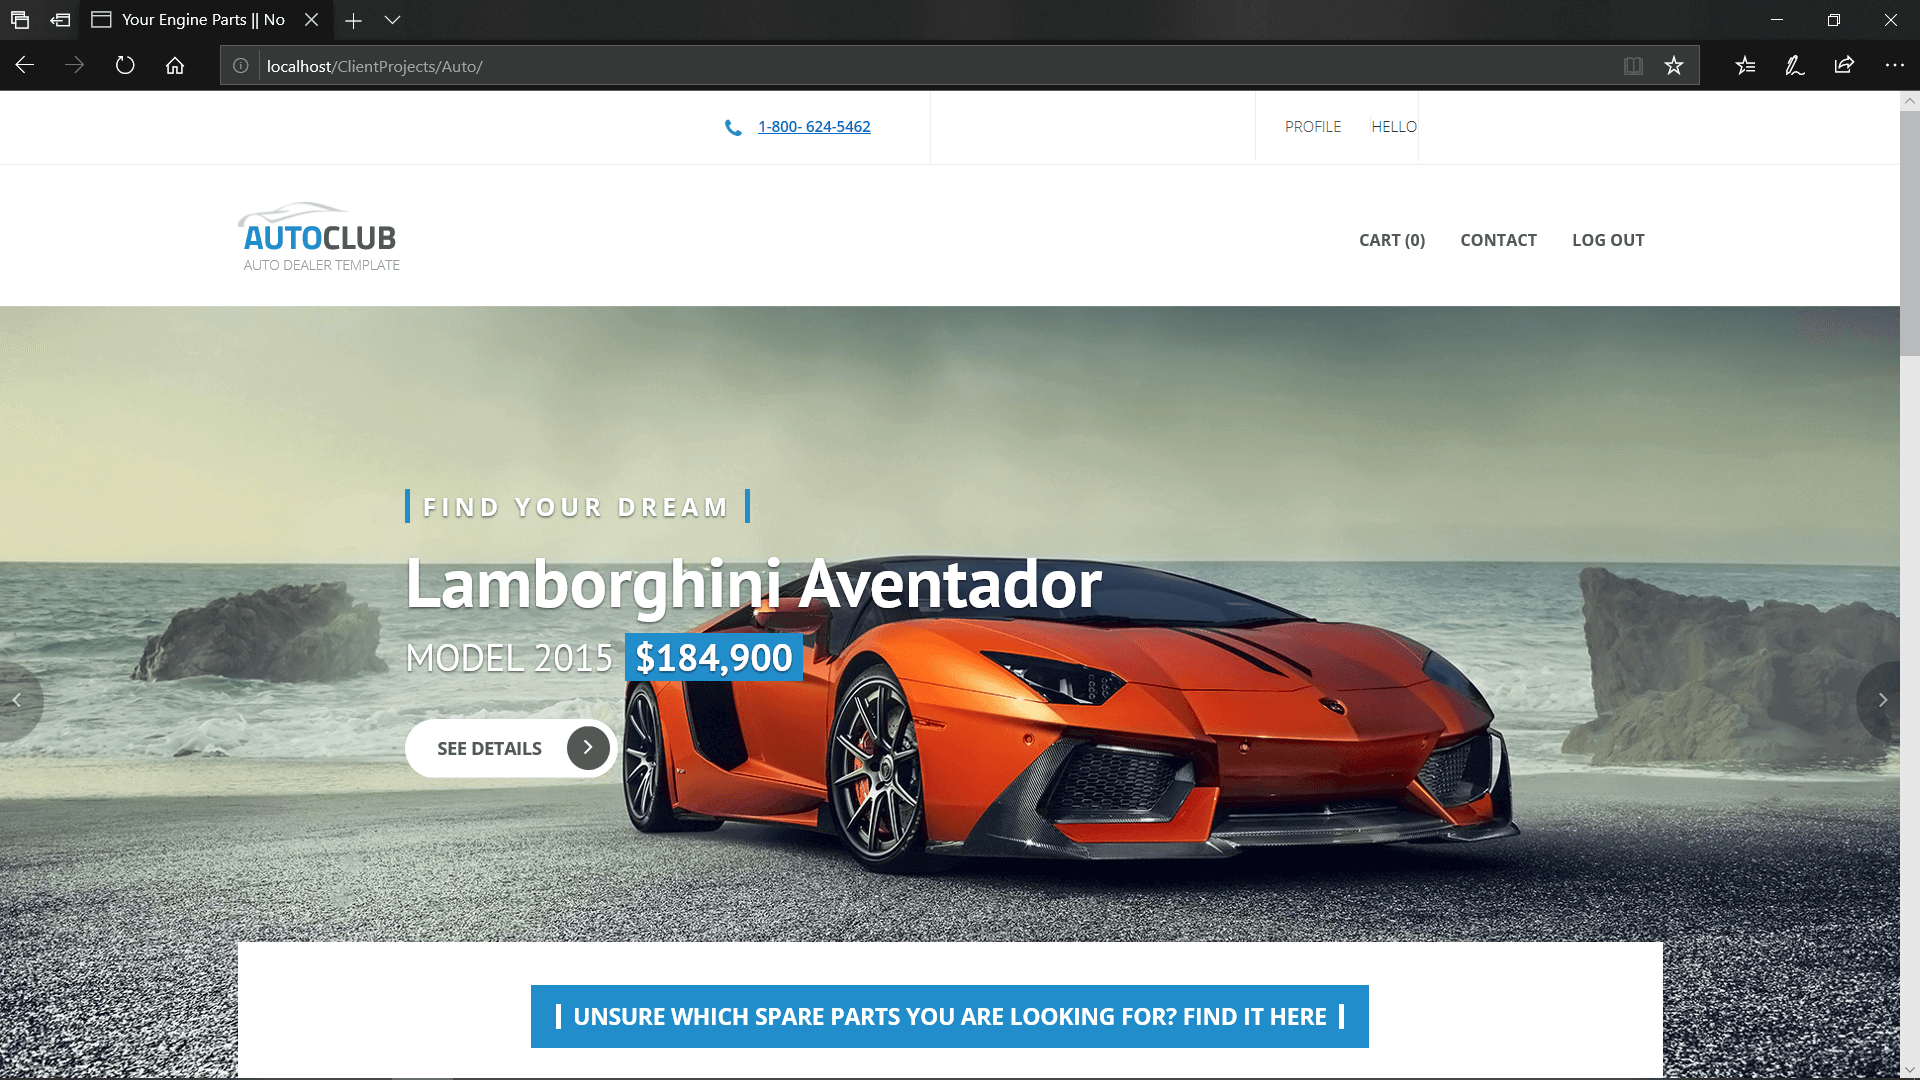 Your Engine Parts || No
localhost/ClientProjects/Auto/
1-800- 624-5462
PROFILE
HELLO
AUTOCLUB
AUTO DEALER TEMPLATE
CART (0)
CONTACT
LOG OUT
FIND YOUR DREAM
Lamborghini Aventador
MODEL 2015 $184,900
SEE DETAILS
UNSURE WHICH SPARE PARTS YOU ARE LOOKING FOR? FIND IT HERE